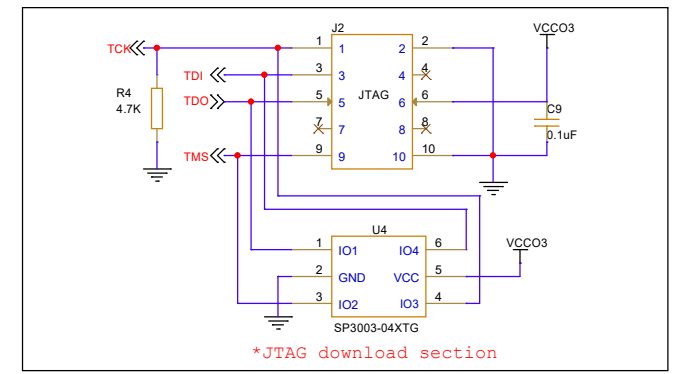 J2
VCCO3
TCK
1 1 2 2
TDI
3 3 4 4
R4
4.7K
TDO
5 5 JTAG 6 6
C9
0.1uF
7 7 8 8
TMS
9 9 10 10
U4
VCCO3
1 IO1 IO4 6
2 GND VCC 5
3 IO2 IO3 4
SP3003-04XTG
*JTAG download section